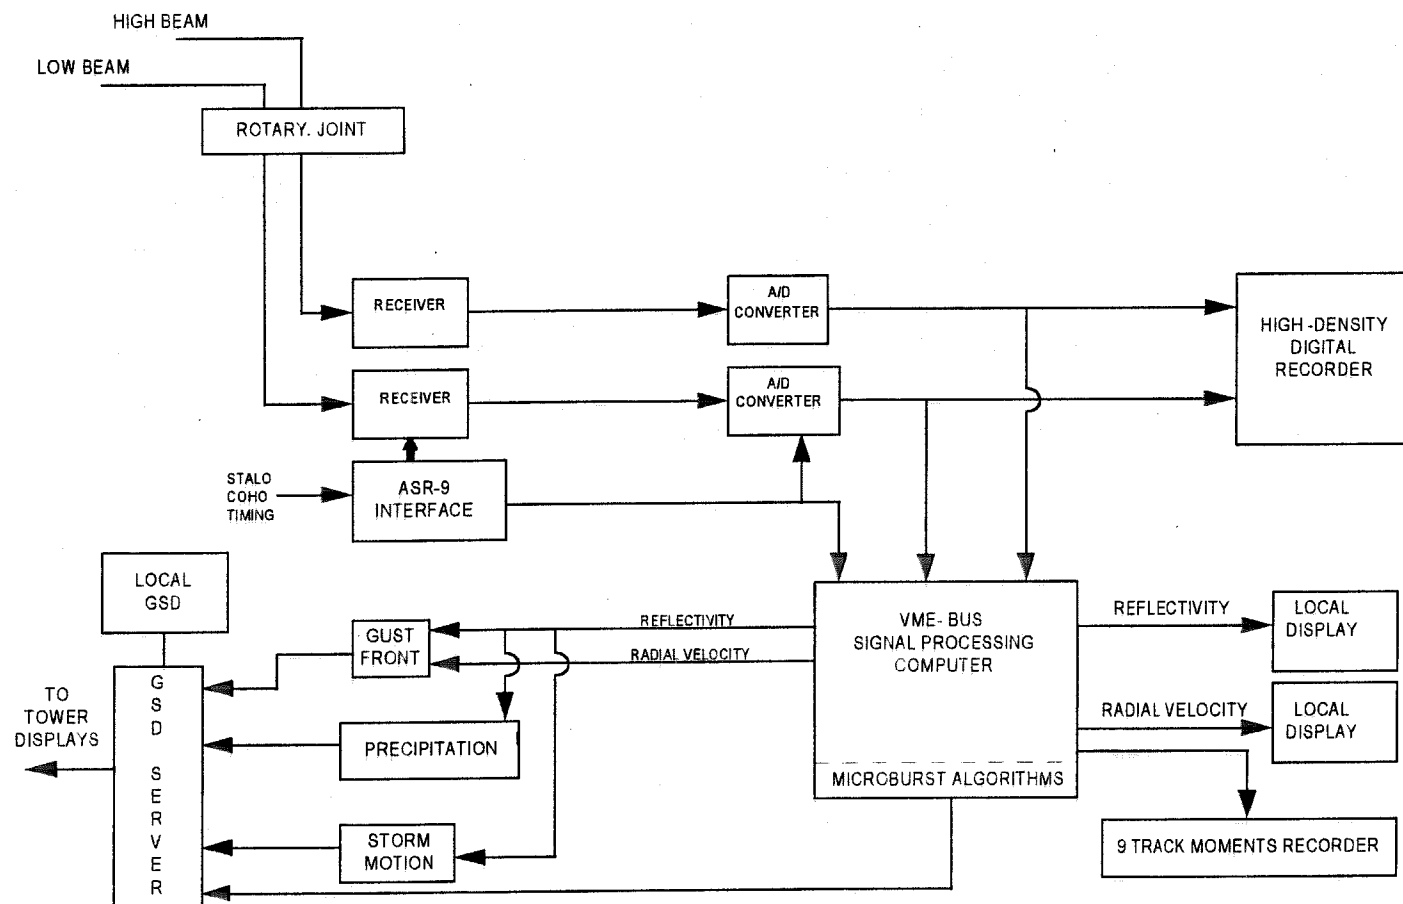 HIGH BEAM
LOW BEAM
ROTARY. JOINT
RECEIVER
A/D
CONVERTER
HIGH -DENSITY
DIGITAL
RECORDER
RECEIVER
A/D
CONVERTER
STALO
COHO
TIMING
ASR-9
INTERFACE
LOCAL
GSD
GUST
FRONT
REFLECTIVITY
RADIAL VELOCITY
VME- BUS
SIGNAL PROCESSING
COMPUTER
REFLECTIVITY
LOCAL
DISPLAY
RADIAL VELOCITY
LOCAL
DISPLAY
TO
TOWER
DISPLAYS
GSD SERVER
PRECIPITATION
MICROBURST ALGORITHMS
STORM
MOTION
9 TRACK MOMENTS RECORDER